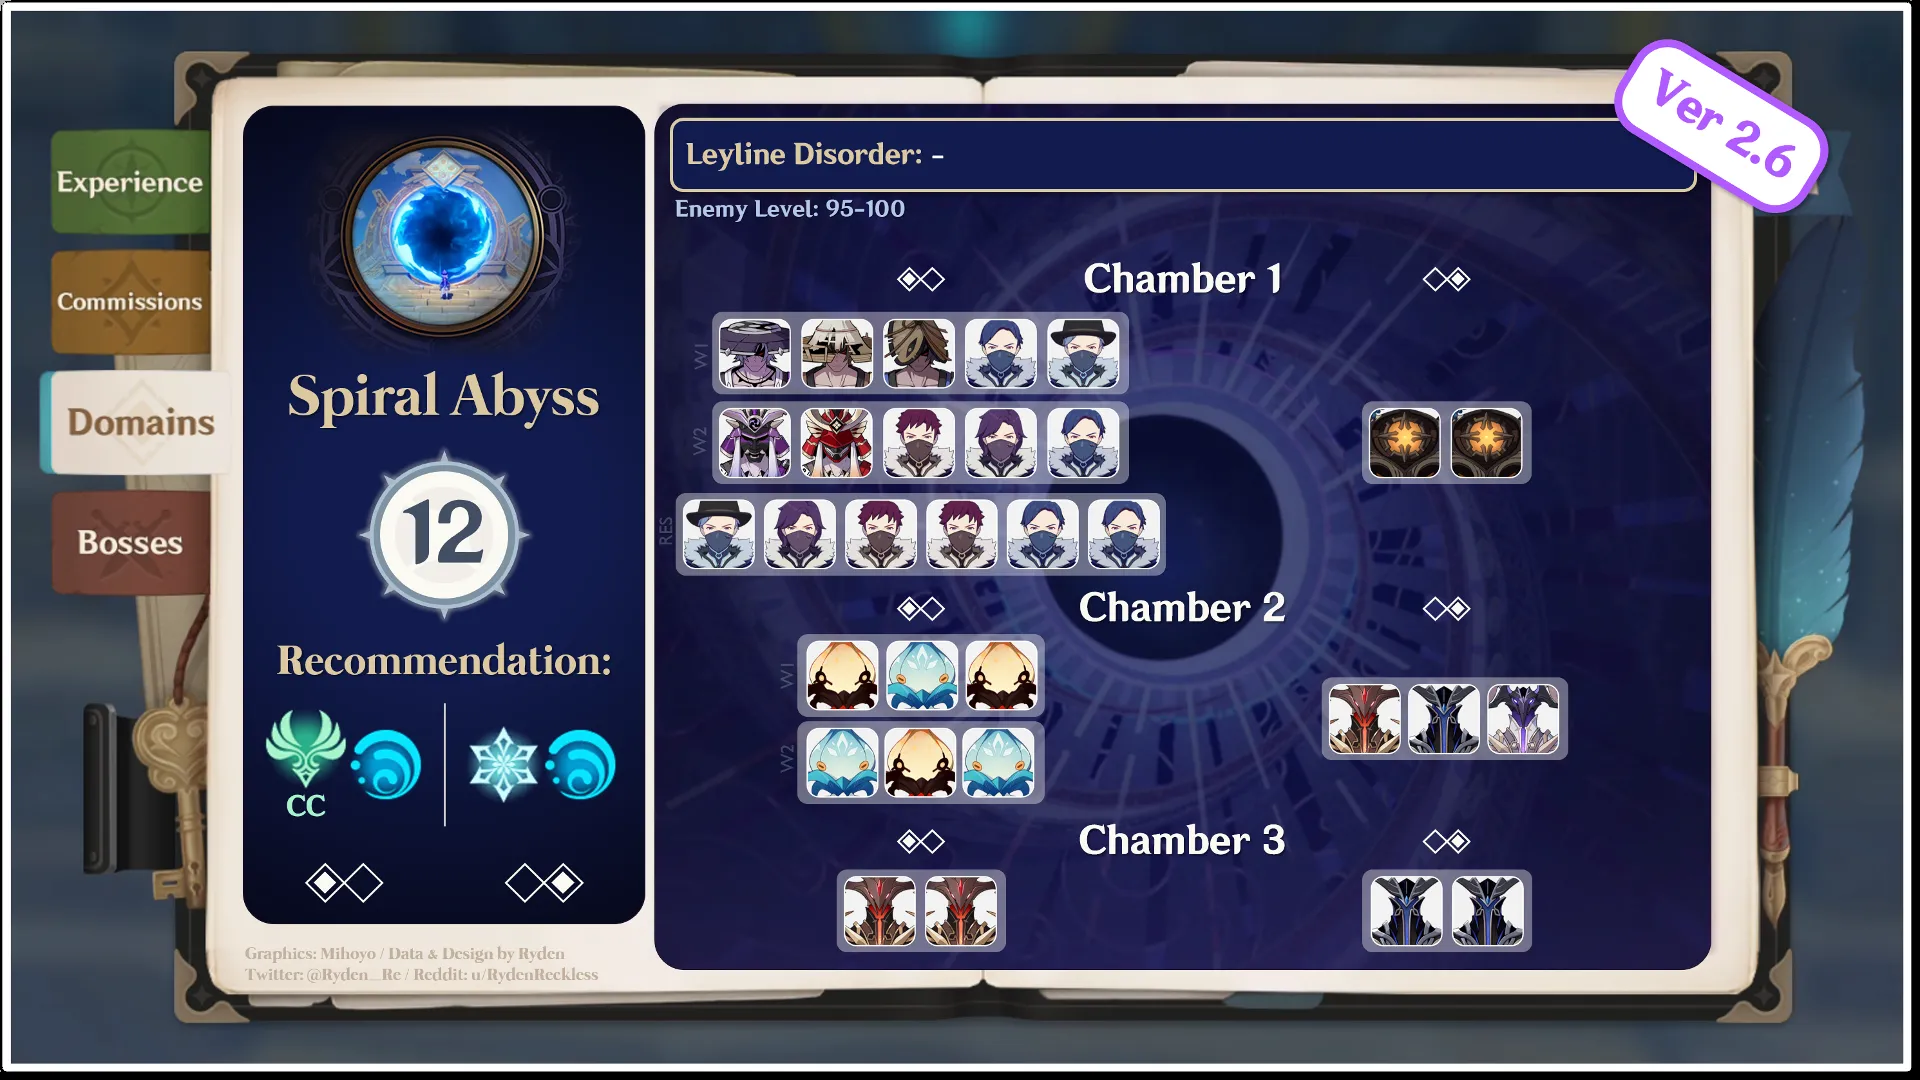 Ver 2.6
Experience
Commissions
Domains
Bosses
Spiral Abyss
12
Recommendation:
CC
Graphics: Mihoyo / Data & Design by Ryden
Twitter: @Ryden_Re / Reddit: u/RydenReckless
Leyline Disorder: -
Enemy Level: 95-100
Chamber 1
W1
W2
RES
Chamber 2
W1
W2
Chamber 3